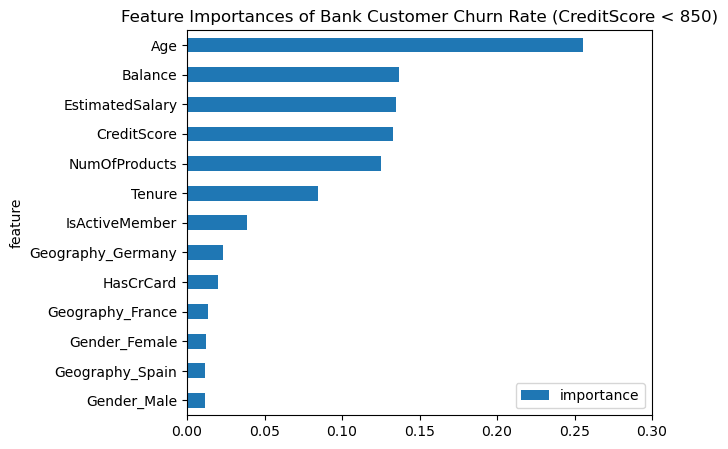 Feature Importances of Bank Customer Churn Rate (CreditScore < 850)
feature
Age
Balance
EstimatedSalary
CreditScore
NumOfProducts
Tenure
IsActiveMember
Geography_Germany
HasCrCard
Geography_France
Gender_Female
Geography_Spain
Gender_Male
importance
0.00 0.05 0.10 0.15 0.20 0.25 0.30